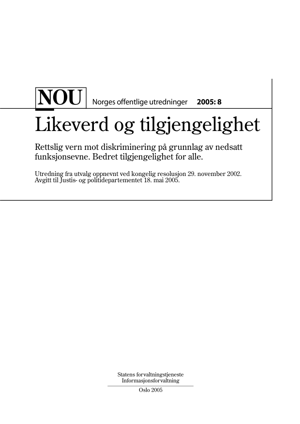 NOU Norges offentlige utredninger 2005: 8
Likeverd og tilgjengelighet
Rettslig vern mot diskriminering på grunnlag av nedsatt
funksjonsevne. Bedret tilgjengelighet for alle.
Utredning fra utvalg oppnevnt ved kongelig resolusjon 29. november 2002.
Avgitt til Justis- og politidepartementet 18. mai 2005.
Statens forvaltningstjeneste
Informasjonsforvaltning
Oslo 2005